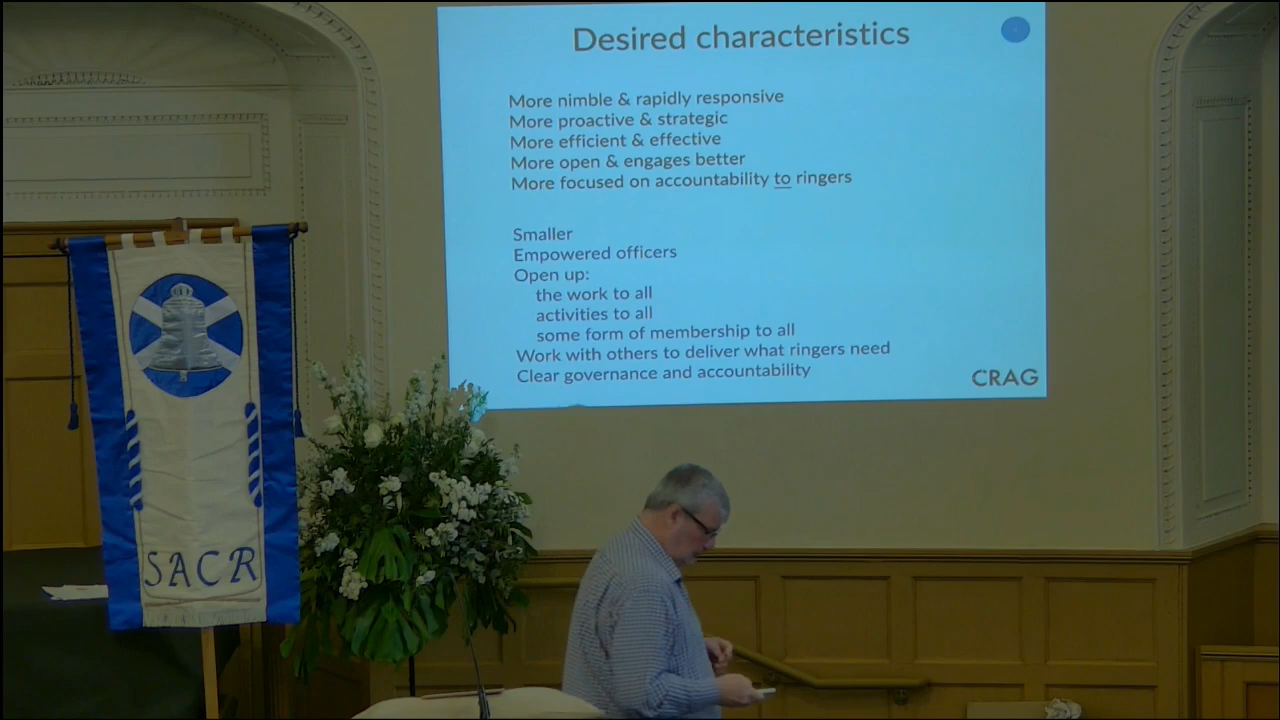 Desired characteristics
More nimble & rapidly responsive
More proactive & strategic
More efficient & effective
More open & engages better
More focused on accountability to ringers
Smaller
Empowered officers
Open up:
the work to all
activities to all
some form of membership to all
Work with others to deliver what ringers need
Clear governance and accountability
CRAG
SACR